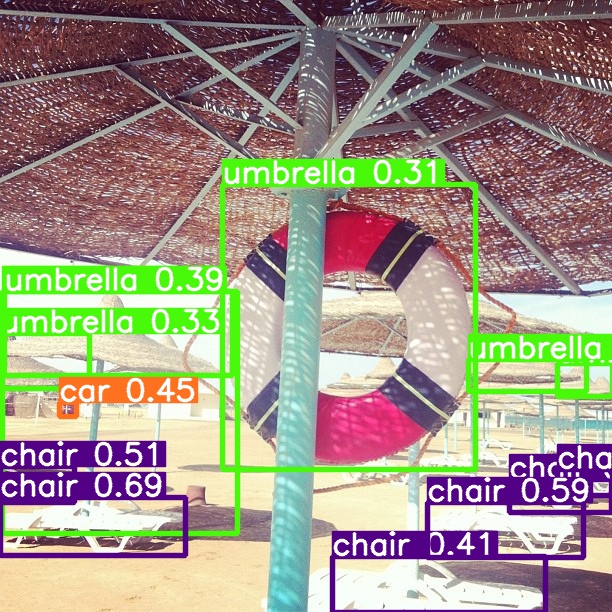 umbrella 0.31
umbrella 0.39
umbrella 0.33
umbrella
car 0.45
chair 0.51
chair 0.69
chair 0.59
chair 0.41